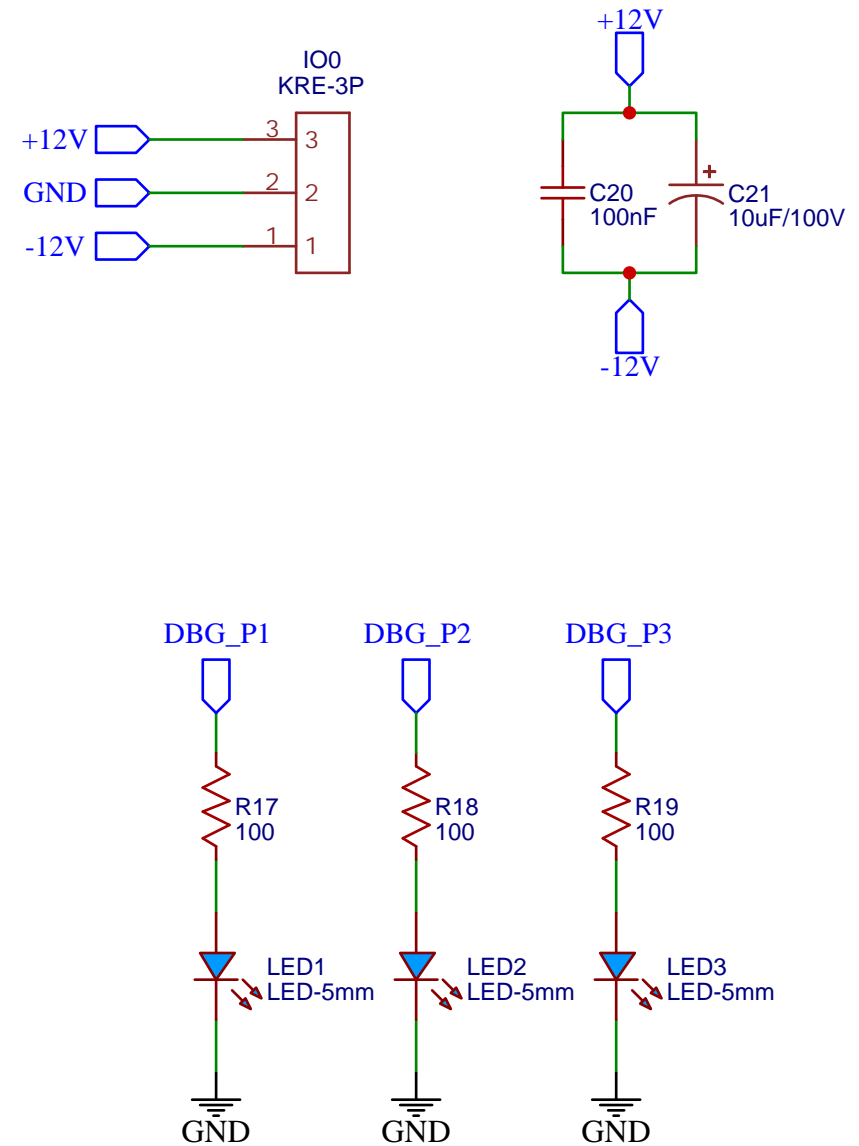 IO0
KRE-3P
+12V
3
3
GND
2
2
-12V
1
1
+12V
C20
100nF
+
C21
10uF/100V
-12V
DBG_P1
DBG_P2
DBG_P3
R17
100
R18
100
R19
100
LED1
LED-5mm
LED2
LED-5mm
LED3
LED-5mm
GND
GND
GND